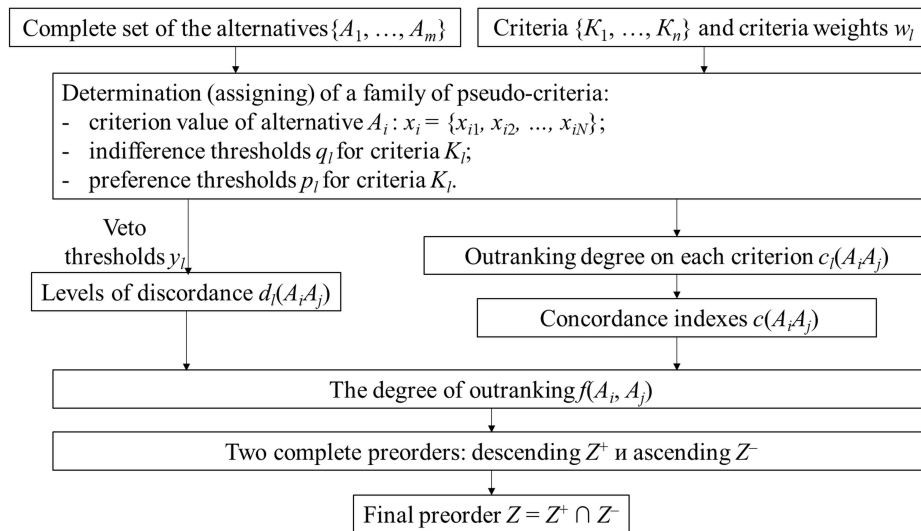 Complete set of the alternatives {A₁, …, Aₘ}
Criteria {K₁, …, Kₙ} and criteria weights wₗ
Determination (assigning) of a family of pseudo-criteria:
- criterion value of alternative Aᵢ : xᵢ = {xᵢ₁, xᵢ₂, …, xᵢN};
- indifference thresholds qₗ for criteria Kₗ;
- preference thresholds pₗ for criteria Kₗ.
Veto
thresholds yₗ
Outranking degree on each criterion cₗ(AᵢAⱼ)
Levels of discordance dₗ(AᵢAⱼ)
Concordance indexes c(AᵢAⱼ)
The degree of outranking f(Aᵢ, Aⱼ)
Two complete preorders: descending Z⁺ и ascending Z⁻
Final preorder Z = Z⁺ ∩ Z⁻